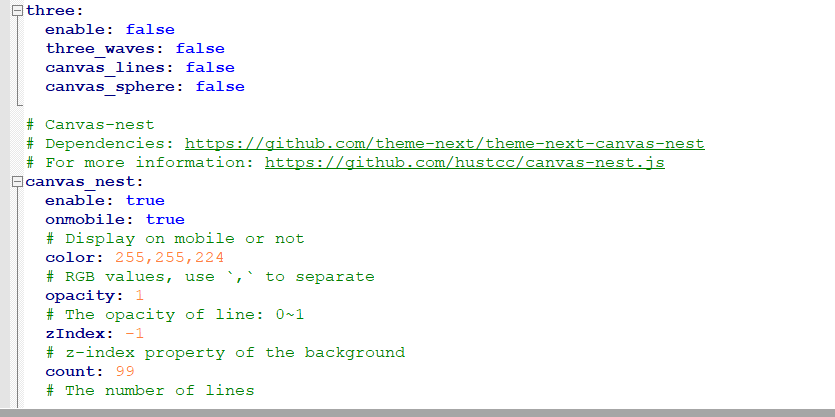 three:
  enable: false
  three_waves: false
  canvas_lines: false
  canvas_sphere: false

# Canvas-nest
# Dependencies: https://github.com/theme-next/theme-next-canvas-nest
# For more information: https://github.com/hustcc/canvas-nest.js
canvas_nest:
  enable: true
  onmobile: true
  # Display on mobile or not
  color: 255,255,224
  # RGB values, use `,` to separate
  opacity: 1
  # The opacity of line: 0~1
  zIndex: -1
  # z-index property of the background
  count: 99
  # The number of lines